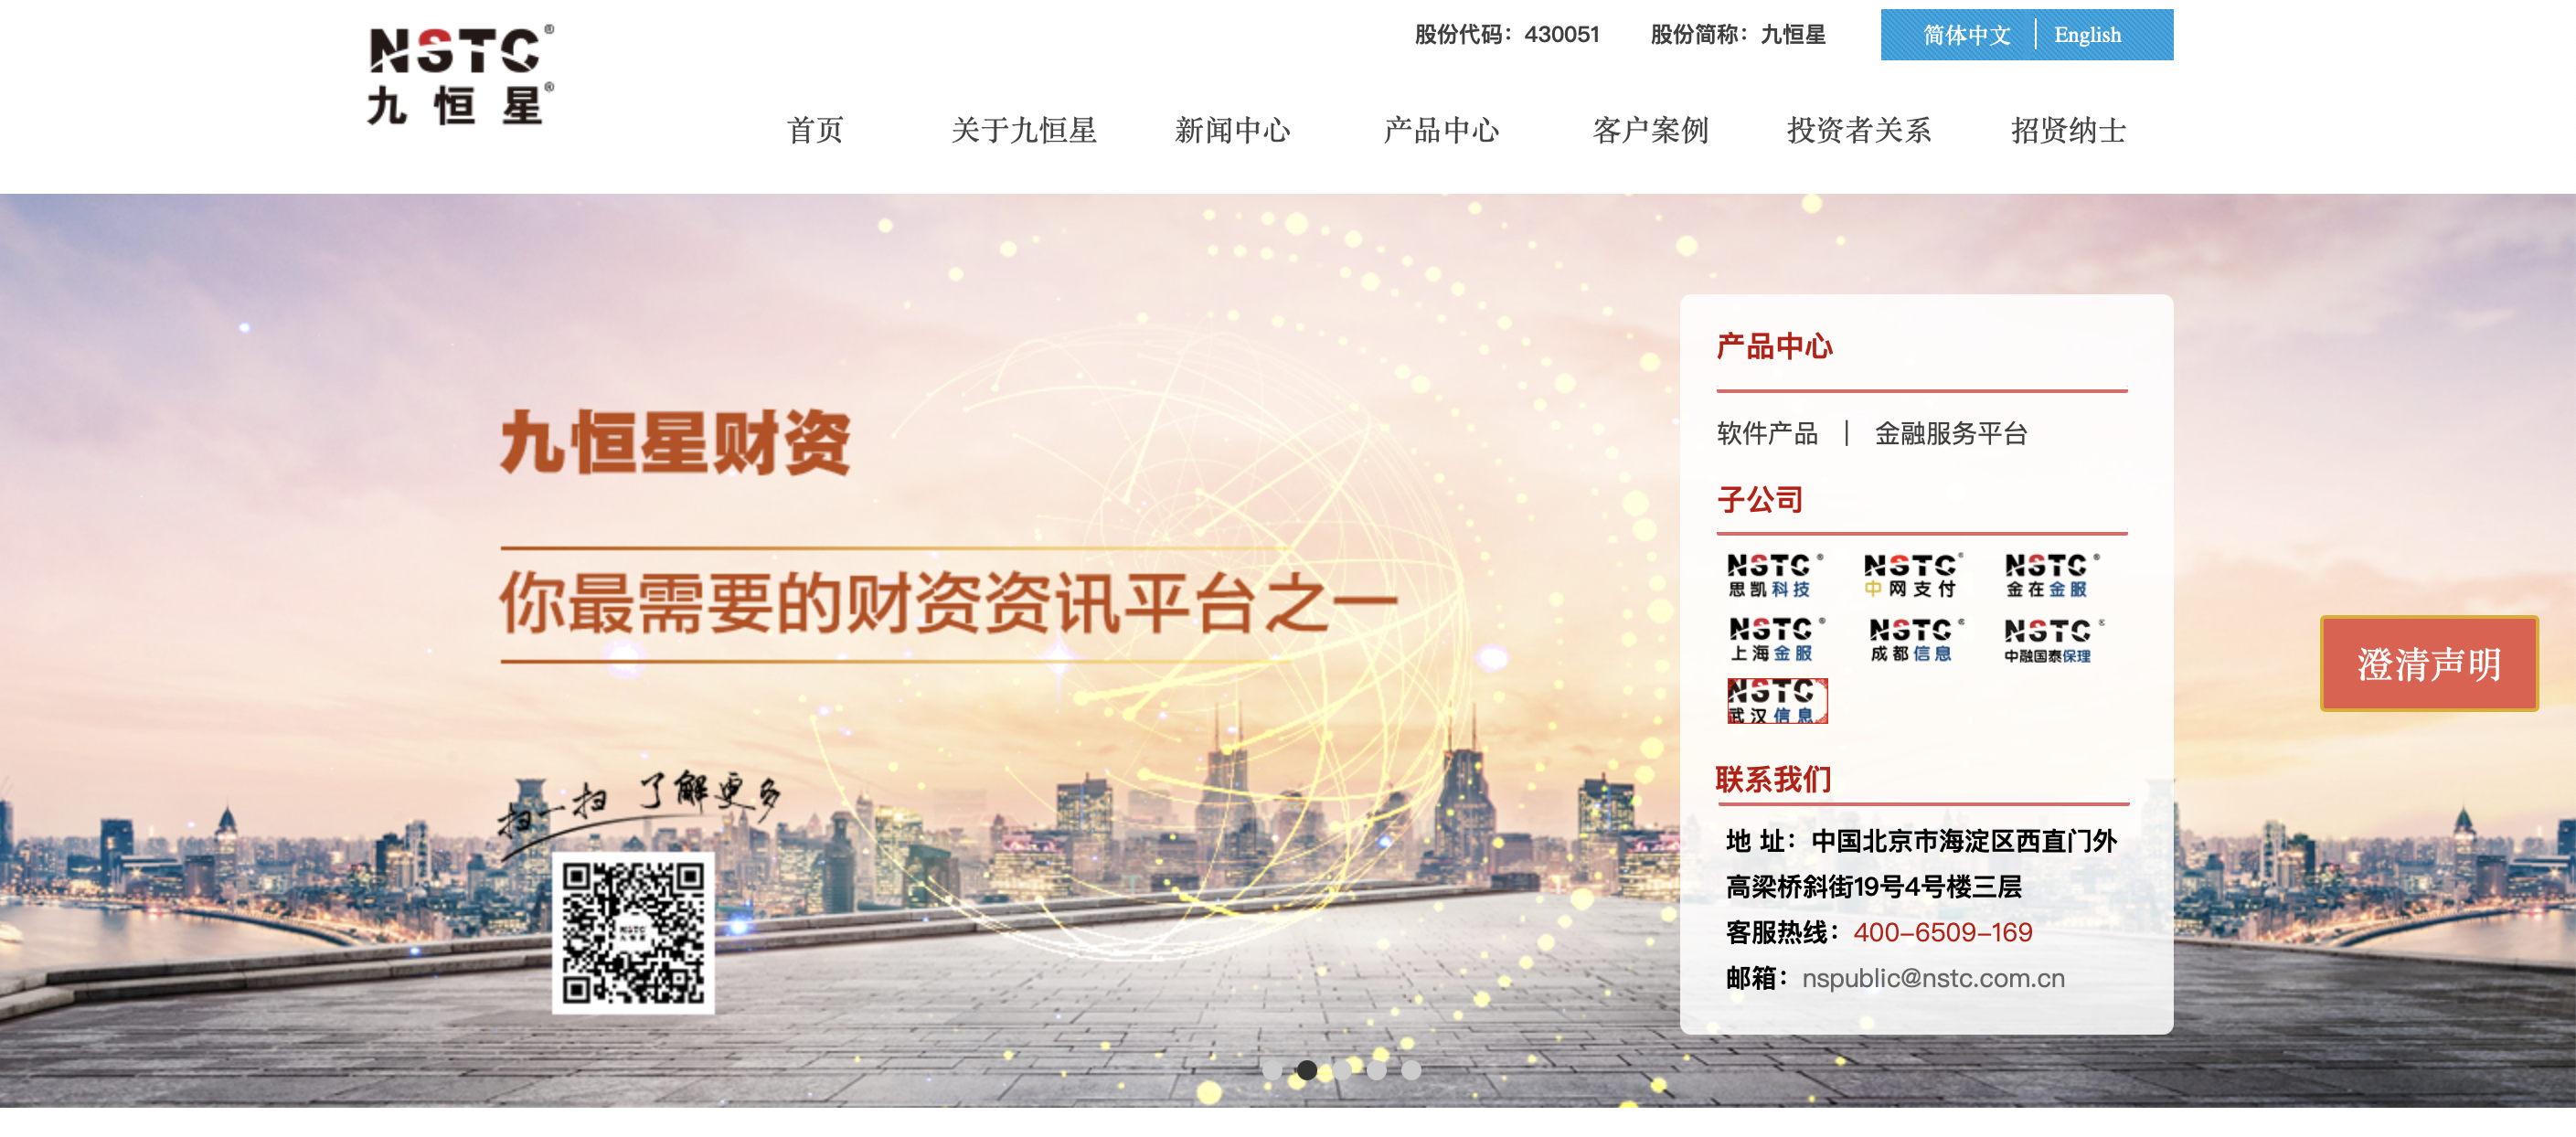 NSTC®
九恒星®
股份代码：430051 股份简称：九恒星
简体中文 | English
首页 关于九恒星 新闻中心 产品中心 客户案例 投资者关系 招贤纳士
九恒星财资
你最需要的财资资讯平台之一
扫一扫 了解更多
NSTC
产品中心
软件产品 | 金融服务平台
子公司
NSTC® NSTC® NSTC®
思凯科技 中网支付 金在金服
NSTC® NSTC® NSTC®
上海金服 成都信息 中融国泰保理
NSTC
武汉信息
联系我们
地 址：中国北京市海淀区西直门外
高梁桥斜街19号4号楼三层
客服热线：400-6509-169
邮箱：nspublic@nstc.com.cn
澄清声明